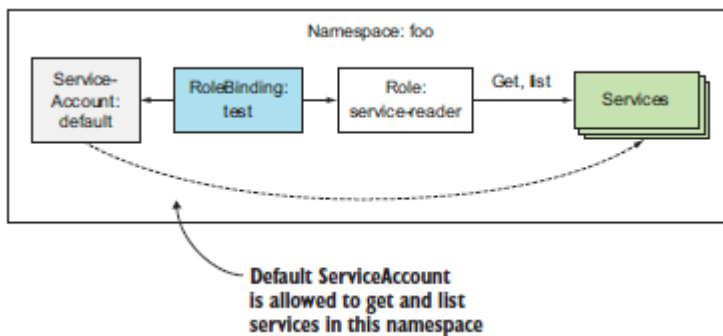 Namespace: foo
Service-
Account:
default
RoleBinding:
test
Role:
service-reader
Get, list
Services
Default ServiceAccount
is allowed to get and list
services in this namespace